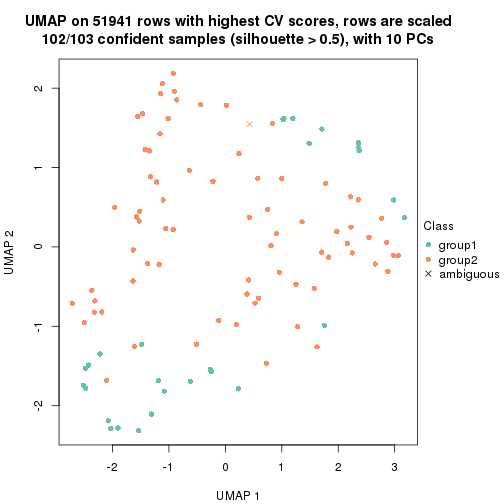 UMAP on 51941 rows with highest CV scores, rows are scaled
102/103 confident samples (silhouette > 0.5), with 10 PCs
2
1
0
-1
-2
UMAP 2
Class
group1
group2
ambiguous
-2 -1 0 1 2 3
UMAP 1